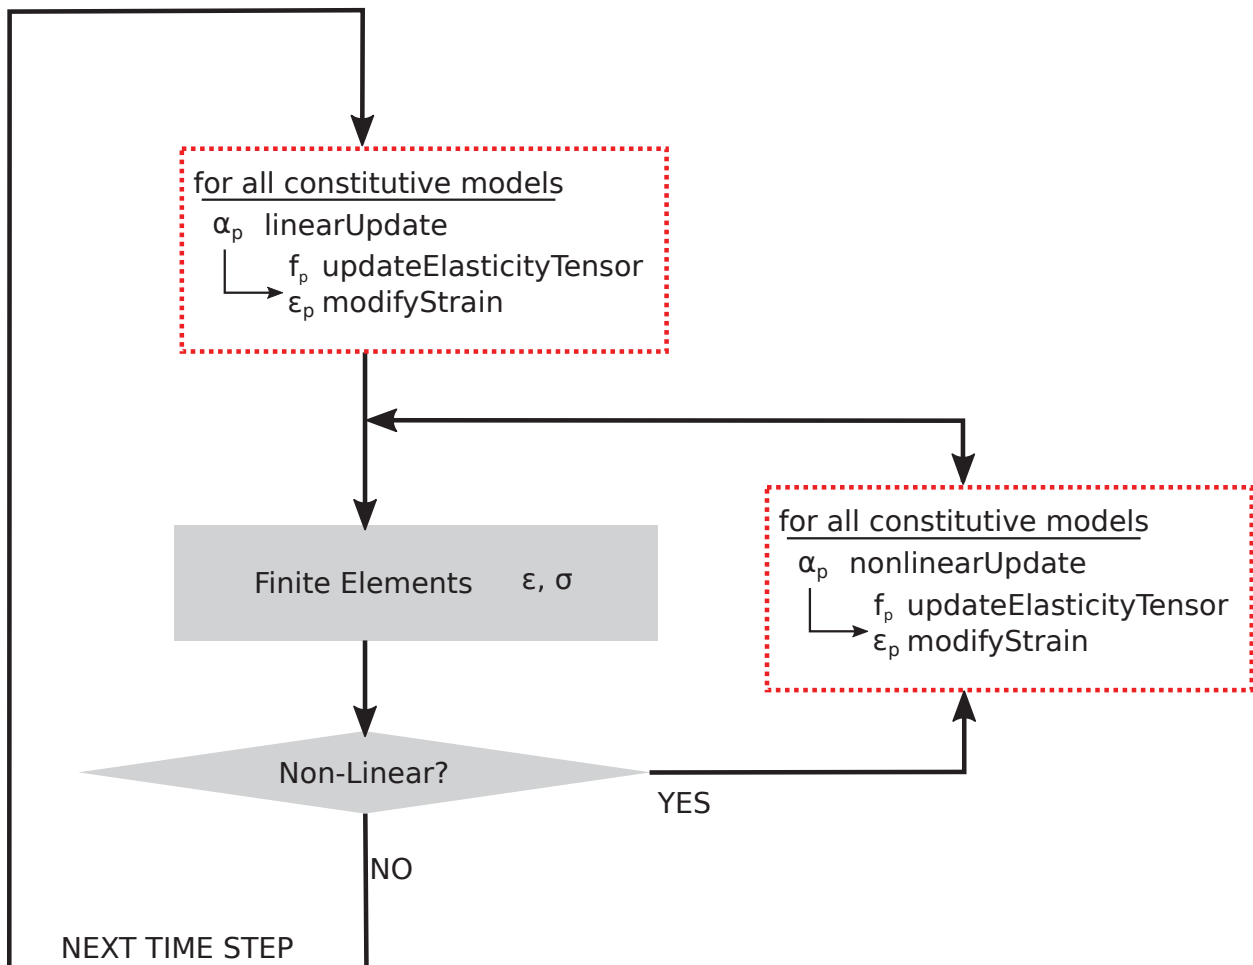 for all constitutive models
αₚ linearUpdate
fₚ updateElasticityTensor
εₚ modifyStrain
Finite Elements ε, σ
for all constitutive models
αₚ nonlinearUpdate
fₚ updateElasticityTensor
εₚ modifyStrain
Non-Linear?
YES
NO
NEXT TIME STEP